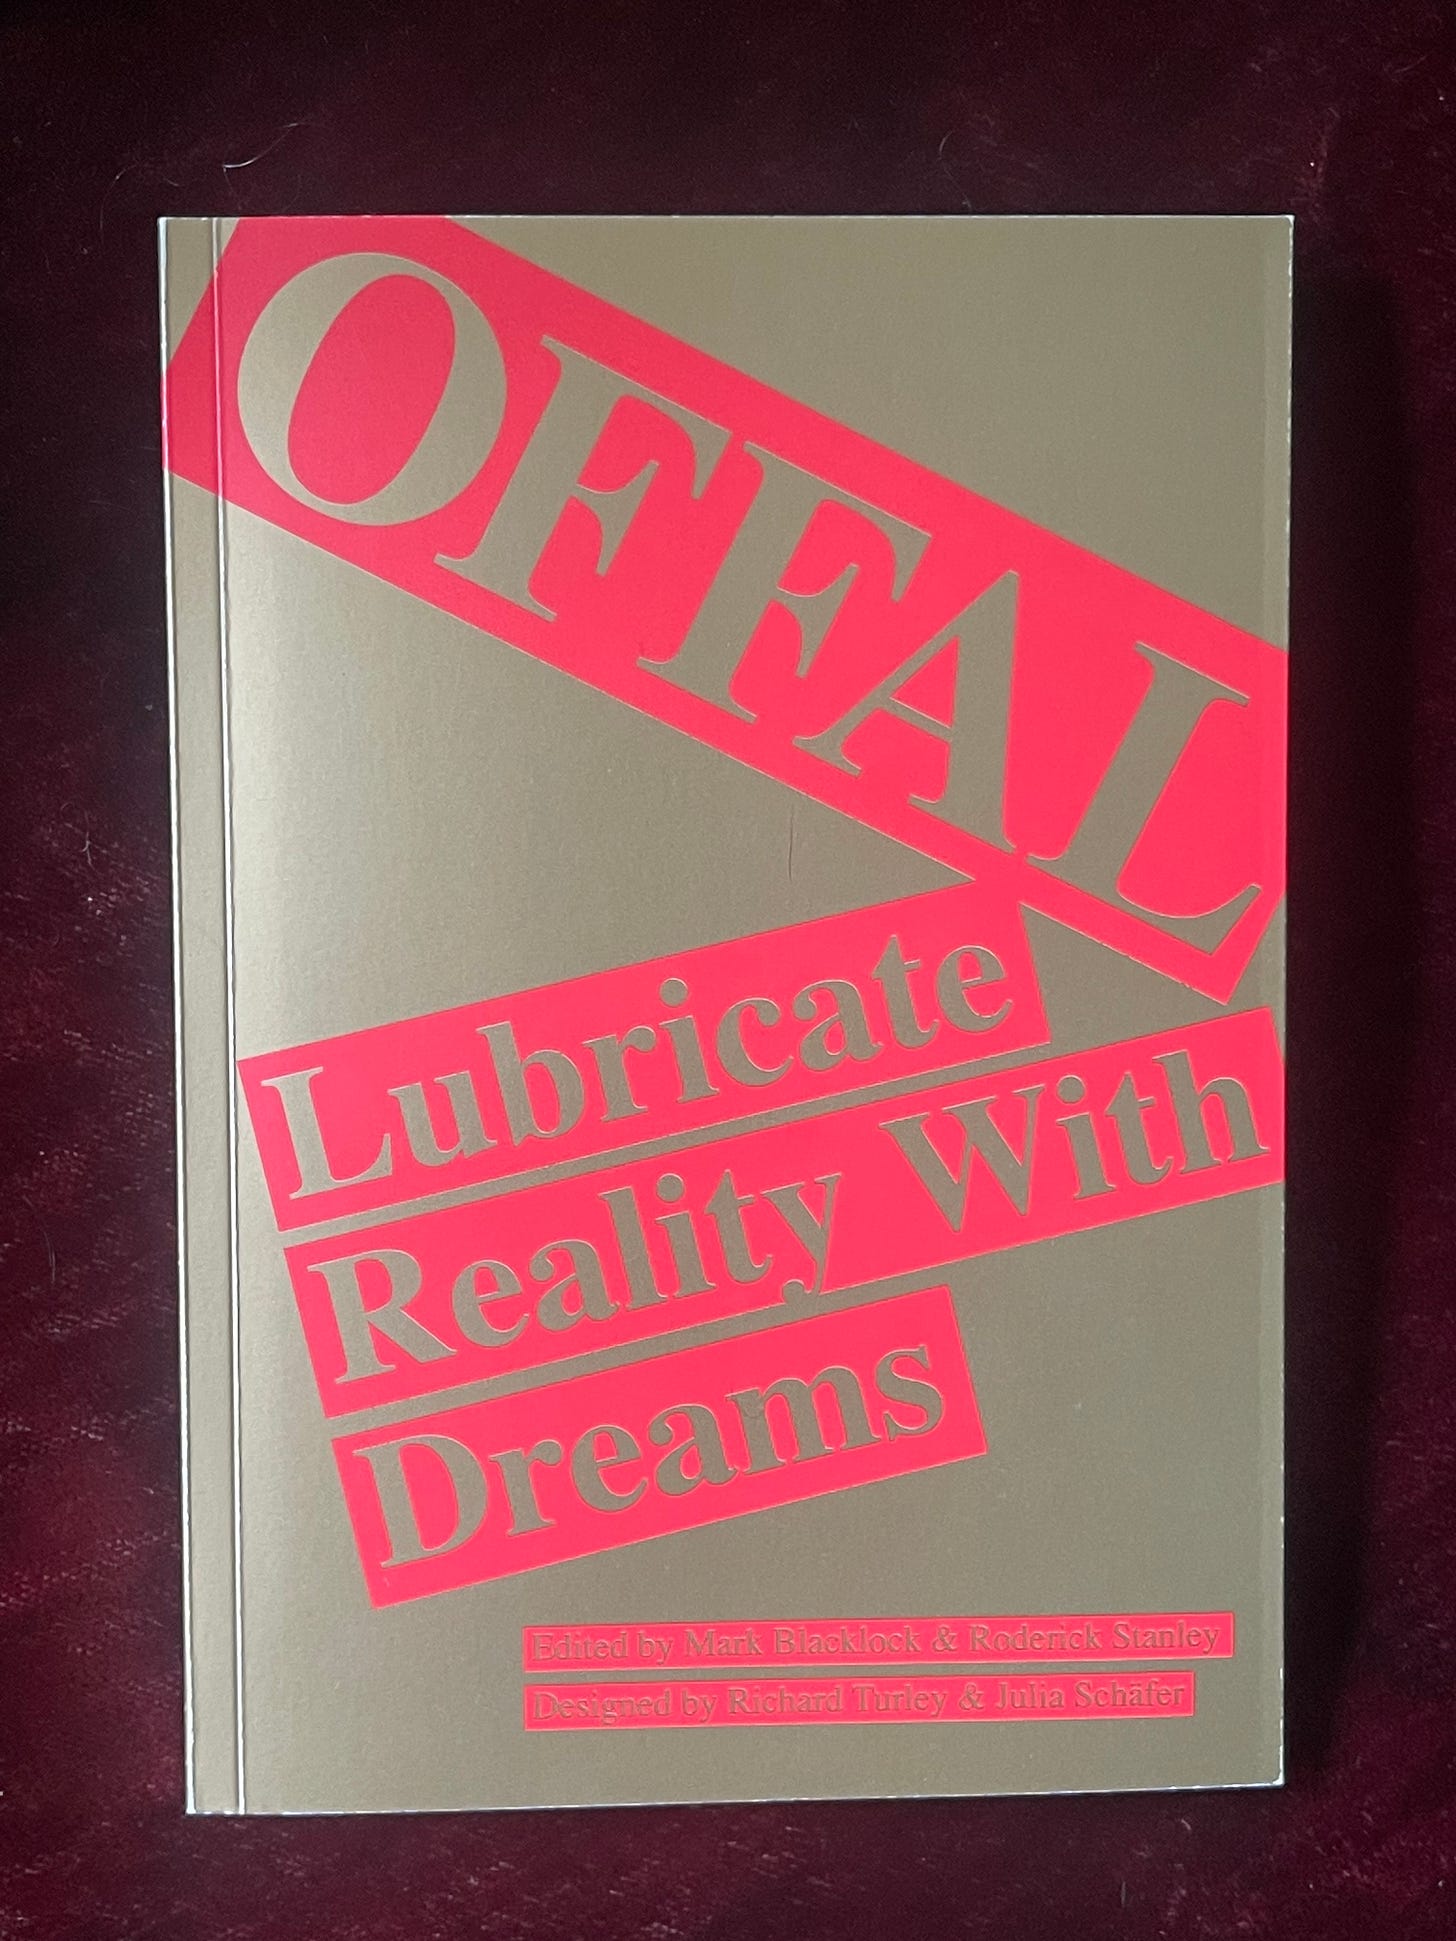 OFFAL
Lubricate
Reality With
Dreams
Edited by Mark Blacklock & Roderick Stanley
Designed by Richard Turley & Julia Schäfer